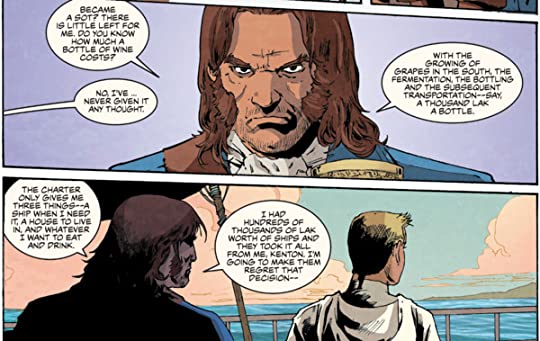 BECAME
A SOT? THERE
IS LITTLE LEFT FOR
ME. DO YOU KNOW
HOW MUCH A
BOTTLE OF WINE
COSTS?
NO, I'VE ...
NEVER GIVEN IT
ANY THOUGHT.
WITH THE
GROWING OF
GRAPES IN THE SOUTH, THE
FERMENTATION, THE BOTTLING
AND THE SUBSEQUENT
TRANSPORTATION--SAY,
A THOUSAND LAK
A BOTTLE.
THE CHARTER
ONLY GIVES ME
THREE THINGS--A
SHIP WHEN I NEED
IT, A HOUSE TO LIVE
IN, AND WHATEVER
I WANT TO EAT
AND DRINK.
I HAD
HUNDREDS OF
THOUSANDS OF LAK
WORTH OF SHIPS AND
THEY TOOK IT ALL
FROM ME, KENTON. I'M
GOING TO MAKE THEM
REGRET THAT
DECISION--